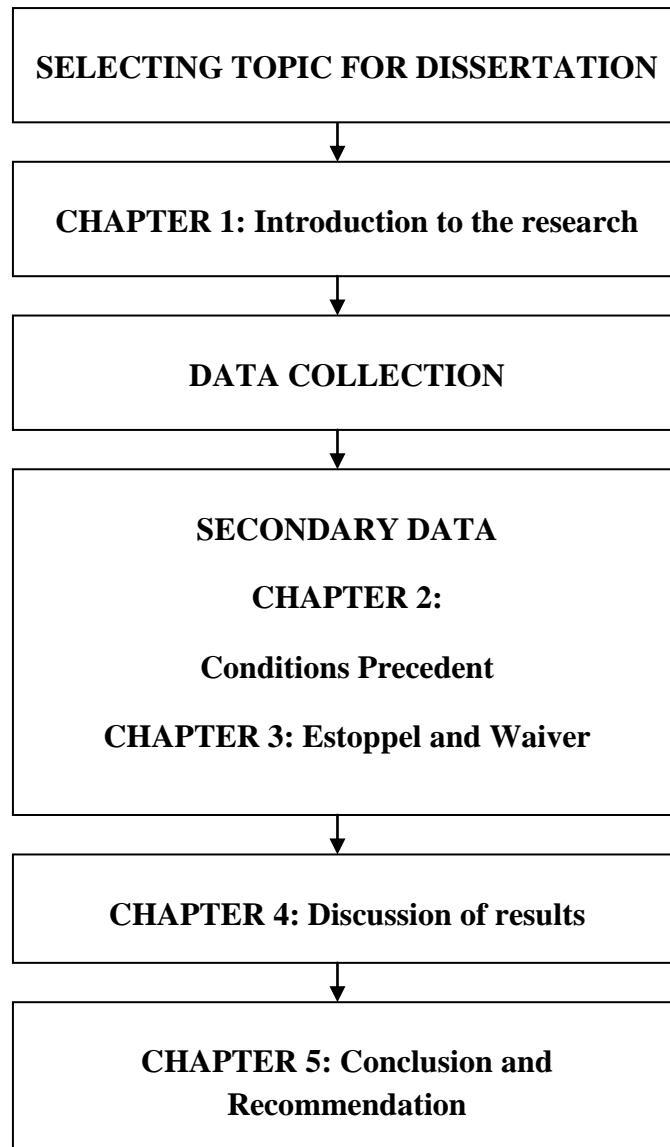 SELECTING TOPIC FOR DISSERTATION
CHAPTER 1: Introduction to the research
DATA COLLECTION
SECONDARY DATA
CHAPTER 2:
Conditions Precedent
CHAPTER 3: Estoppel and Waiver
CHAPTER 4: Discussion of results
CHAPTER 5: Conclusion and
Recommendation